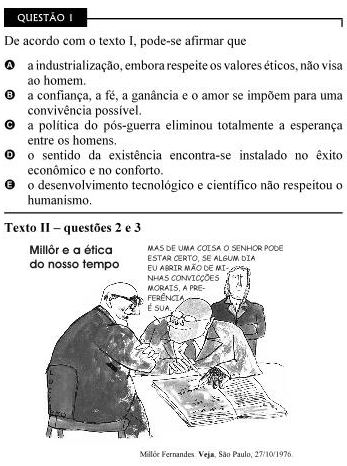 QUESTÃO 1
De acordo com o texto I, pode-se afirmar que
A a industrialização, embora respeite os valores éticos, não visa
ao homem.
B a confiança, a fé, a ganância e o amor se impõem para uma
convivência possível.
C a política do pós-guerra eliminou totalmente a esperança
entre os homens.
D o sentido da existência encontra-se instalado no êxito
econômico e no conforto.
E o desenvolvimento tecnológico e científico não respeitou o
humanismo.
Texto II – questões 2 e 3
Millôr e a ética
do nosso tempo
MAS DE UMA COISA O SENHOR PODE
ESTAR CERTO, SE ALGUM DIA
EU ABRIR MÃO DE MI-
NHAS CONVICÇÕES
MORAIS, A PRE-
FERÊNCIA
É SUA.
Millôr Fernandes. Veja, São Paulo, 27/10/1976.